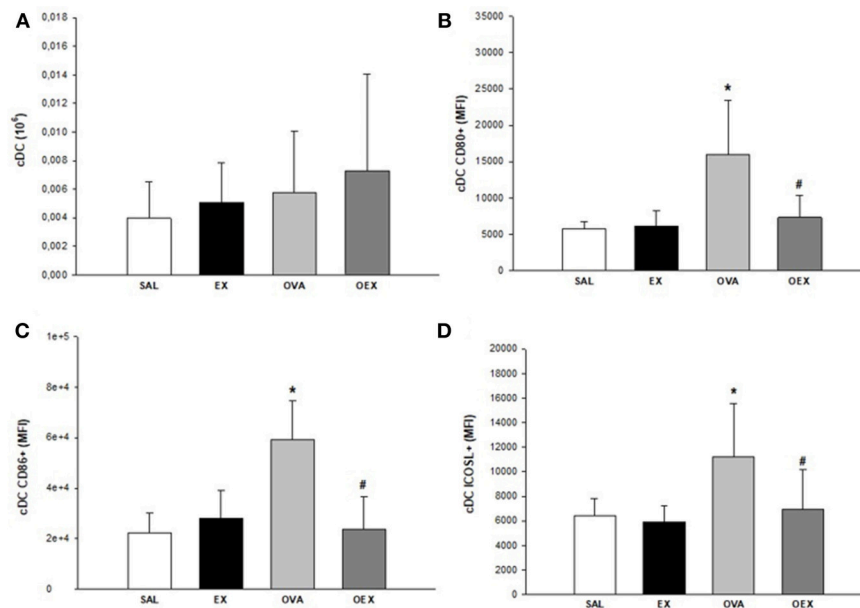 A
cDC (10⁶)
0,018
0,016
0,014
0,012
0,010
0,008
0,006
0,004
0,002
0,000
SAL EX OVA OEX
B
cDC CD80+ (MFI)
35000
30000
25000
20000
15000
10000
5000
0
*
#
SAL EX OVA OEX
C
cDC CD86+ (MFI)
1e+5
8e+4
6e+4
4e+4
2e+4
0
*
#
SAL EX OVA OEX
D
cDC ICOSL+ (MFI)
20000
18000
16000
14000
12000
10000
8000
6000
4000
2000
0
*
#
SAL EX OVA OEX